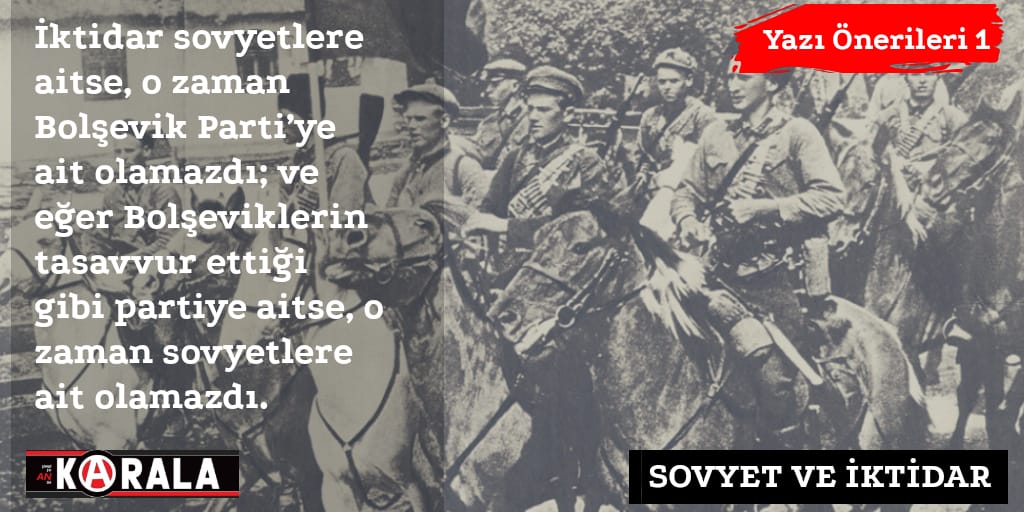 Yazı Önerileri 1
İktidar sovyetlere
aitse, o zaman
Bolşevik Parti’ye
ait olamazdı; ve
eğer Bolşeviklerin
tasavvur ettiği
gibi partiye aitse, o
zaman sovyetlere
ait olamazdı.
KARALA
SOVYET VE İKTİDAR